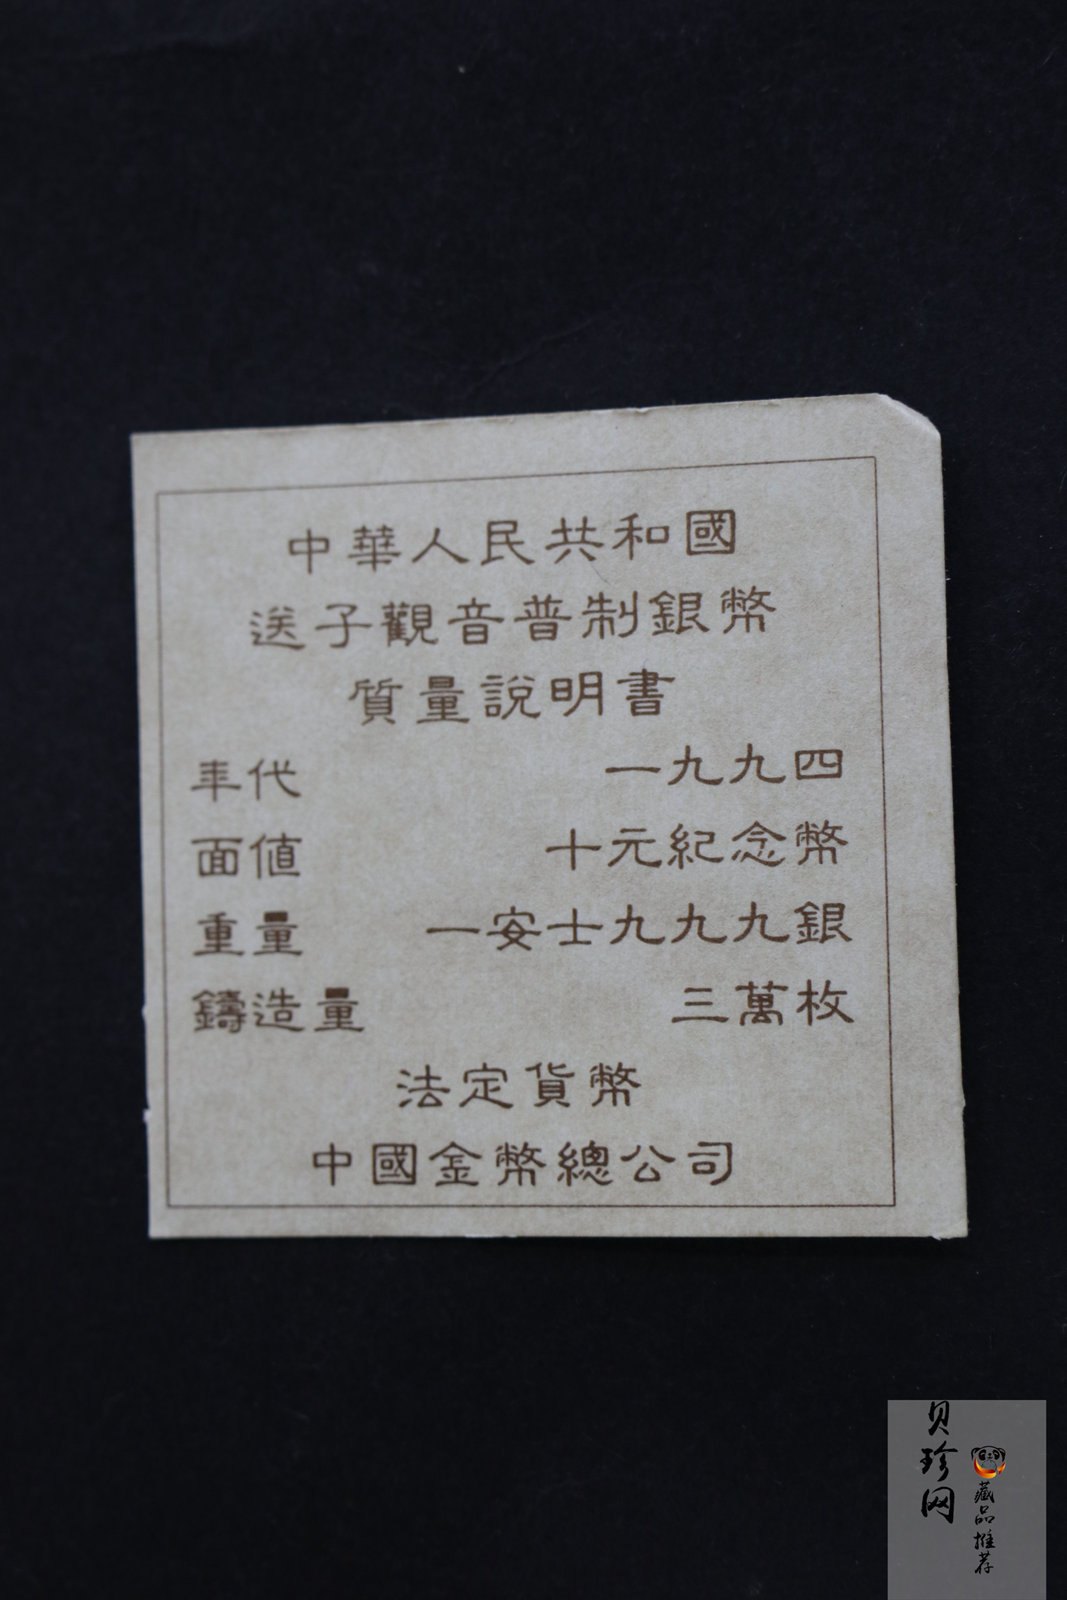 中華人民共和國
送子觀音普制銀幣
質量說明書
年代 一九九四
面值 十元紀念幣
重量 一安士九九九銀
鑄造量 三萬枚
法定貨幣
中國金幣總公司
贝珍网
藏品推荐